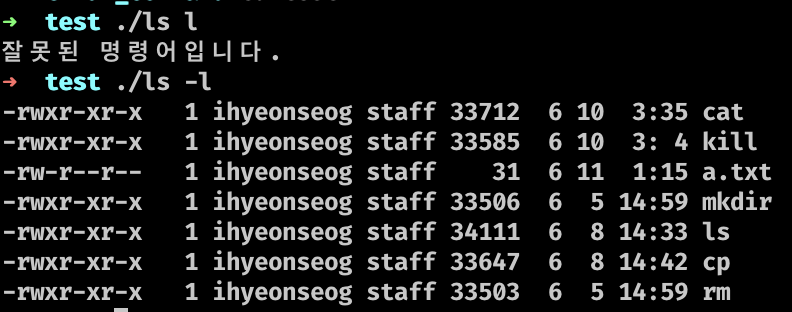 ➜  test ./ls l
잘못된 명령어입니다.
➜  test ./ls -l
-rwxr-xr-x   1 ihyeonseog staff 33712  6 10  3:35 cat
-rwxr-xr-x   1 ihyeonseog staff 33585  6 10  3: 4 kill
-rw-r--r--   1 ihyeonseog staff    31  6 11  1:15 a.txt
-rwxr-xr-x   1 ihyeonseog staff 33506  6  5 14:59 mkdir
-rwxr-xr-x   1 ihyeonseog staff 34111  6  8 14:33 ls
-rwxr-xr-x   1 ihyeonseog staff 33647  6  8 14:42 cp
-rwxr-xr-x   1 ihyeonseog staff 33503  6  5 14:59 rm